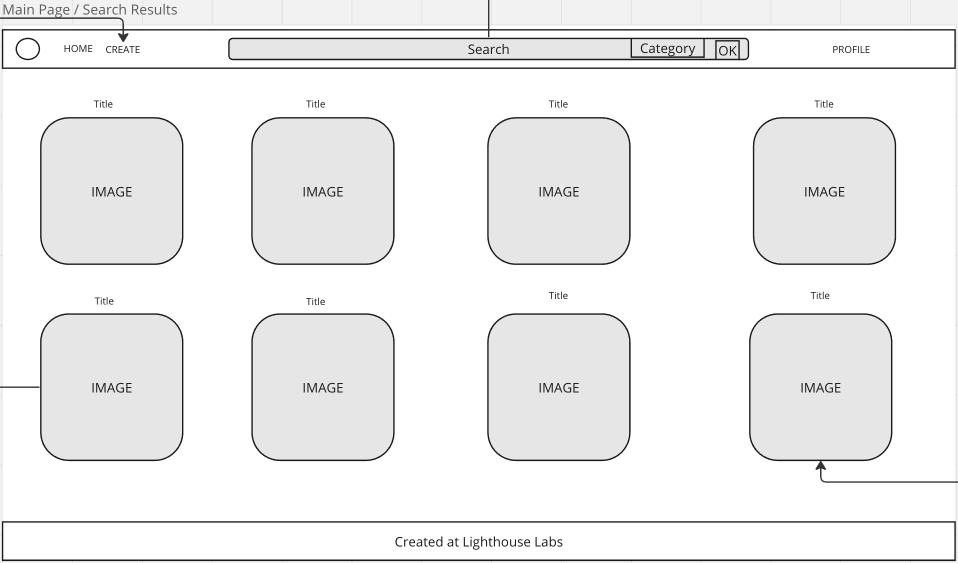 Main Page / Search Results
HOME CREATE Search Category OK PROFILE
Title Title Title Title
IMAGE IMAGE IMAGE IMAGE
Title Title Title Title
IMAGE IMAGE IMAGE IMAGE
Created at Lighthouse Labs